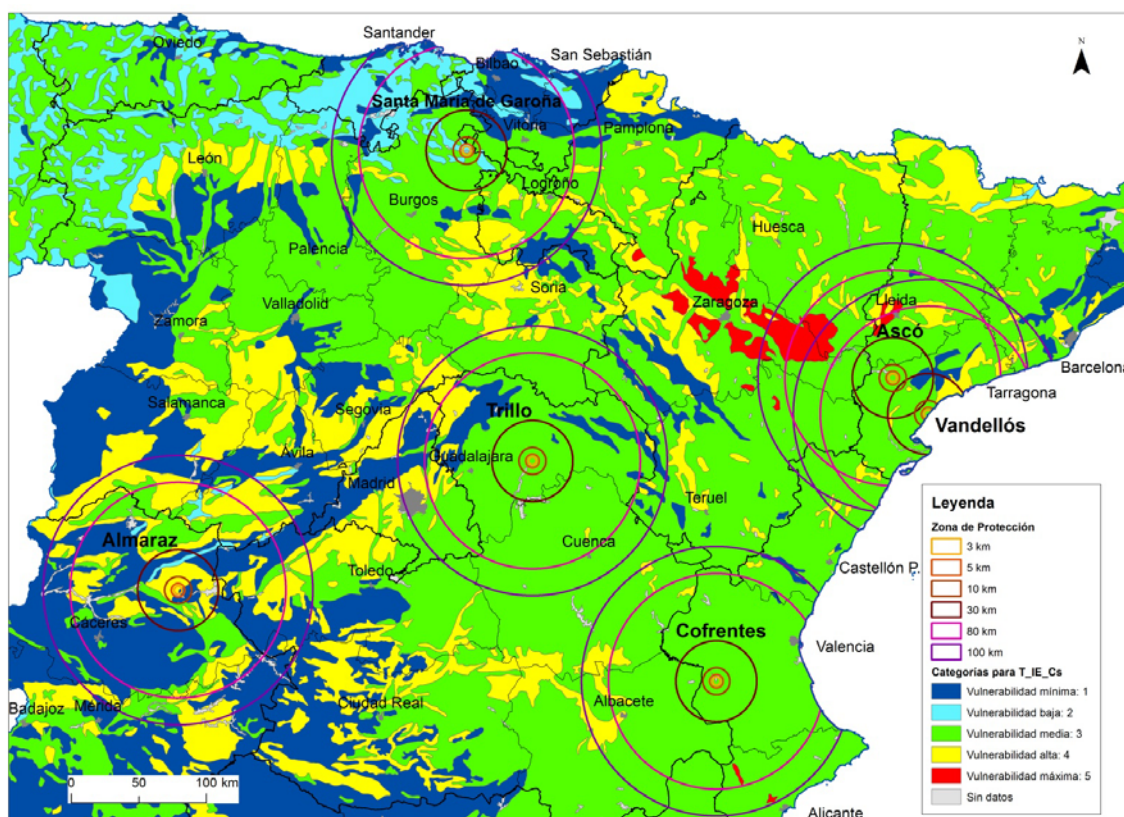 Oviedo
Santander
San Sebastián
Bilbao
N
Santa María de Garoña
Vitoria
Pamplona
León
Logroño
Burgos
Huesca
Palencia
Soria
Zaragoza
Lleida
Valladolid
Zamora
Ascó
Barcelona
Tarragona
Salamanca
Segovia
Trillo
Vandellós
Ávila
Guadalajara
Madrid
Teruel
Almaraz
Cuenca
Toledo
Castellón P.
Cáceres
Cofrentes
Valencia
Badajoz
Mérida
Ciudad Real
Albacete
Alicante
0 50 100 km
Leyenda
Zona de Protección
3 km
5 km
10 km
30 km
80 km
100 km
Categorías para T_IE_Cs
Vulnerabilidad mínima: 1
Vulnerabilidad baja: 2
Vulnerabilidad media: 3
Vulnerabilidad alta: 4
Vulnerabilidad máxima: 5
Sin datos